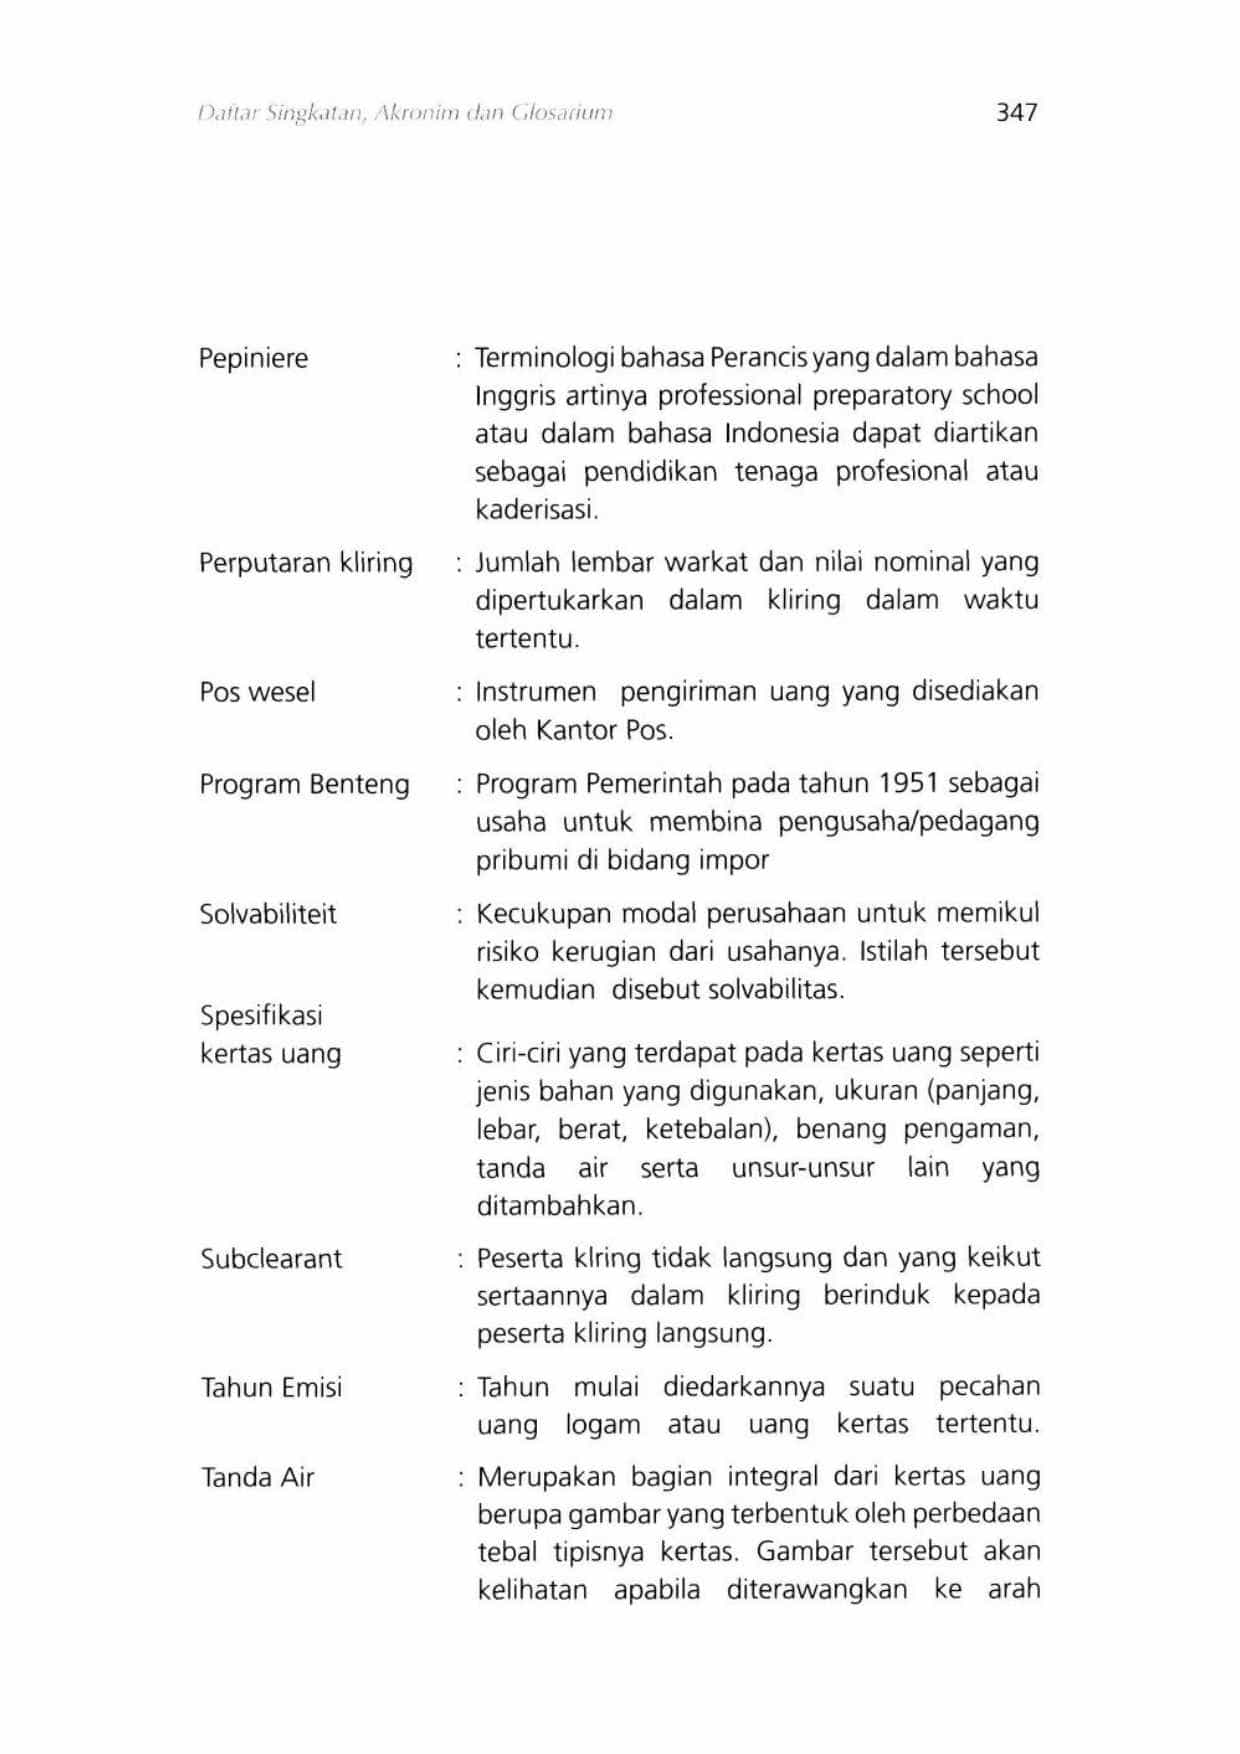 Daftar Singkatan, Akronim dan Glosarium 347
Pepiniere : Terminologi bahasa Perancis yang dalam bahasa
Inggris artinya professional preparatory school
atau dalam bahasa Indonesia dapat diartikan
sebagai pendidikan tenaga profesional atau
kaderisasi.
Perputaran kliring : Jumlah lembar warkat dan nilai nominal yang
dipertukarkan dalam kliring dalam waktu
tertentu.
Pos wesel : Instrumen pengiriman uang yang disediakan
oleh Kantor Pos.
Program Benteng : Program Pemerintah pada tahun 1951 sebagai
usaha untuk membina pengusaha/pedagang
pribumi di bidang impor
Solvabiliteit : Kecukupan modal perusahaan untuk memikul
risiko kerugian dari usahanya. Istilah tersebut
kemudian disebut solvabilitas.
Spesifikasi
kertas uang : Ciri-ciri yang terdapat pada kertas uang seperti
jenis bahan yang digunakan, ukuran (panjang,
lebar, berat, ketebalan), benang pengaman,
tanda air serta unsur-unsur lain yang
ditambahkan.
Subclearant : Peserta klring tidak langsung dan yang keikut
sertaannya dalam kliring berinduk kepada
peserta kliring langsung.
Tahun Emisi : Tahun mulai diedarkannya suatu pecahan
uang logam atau uang kertas tertentu.
Tanda Air : Merupakan bagian integral dari kertas uang
berupa gambar yang terbentuk oleh perbedaan
tebal tipisnya kertas. Gambar tersebut akan
kelihatan apabila diterawangkan ke arah